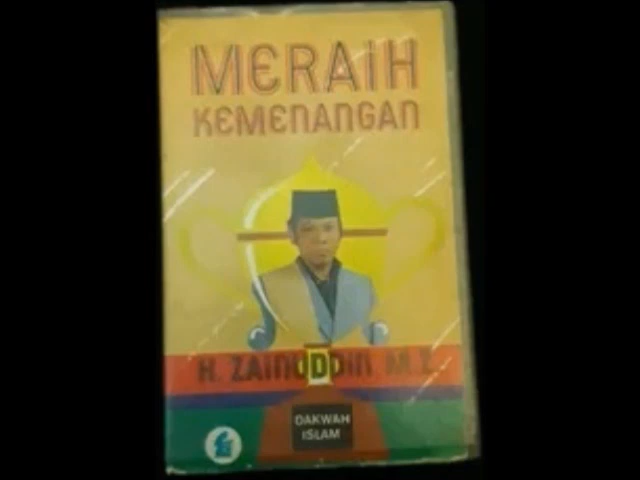 MERAIH
KEMENANGAN
H. ZAINUDDIN. M.Z.
DAKWAH
ISLAM